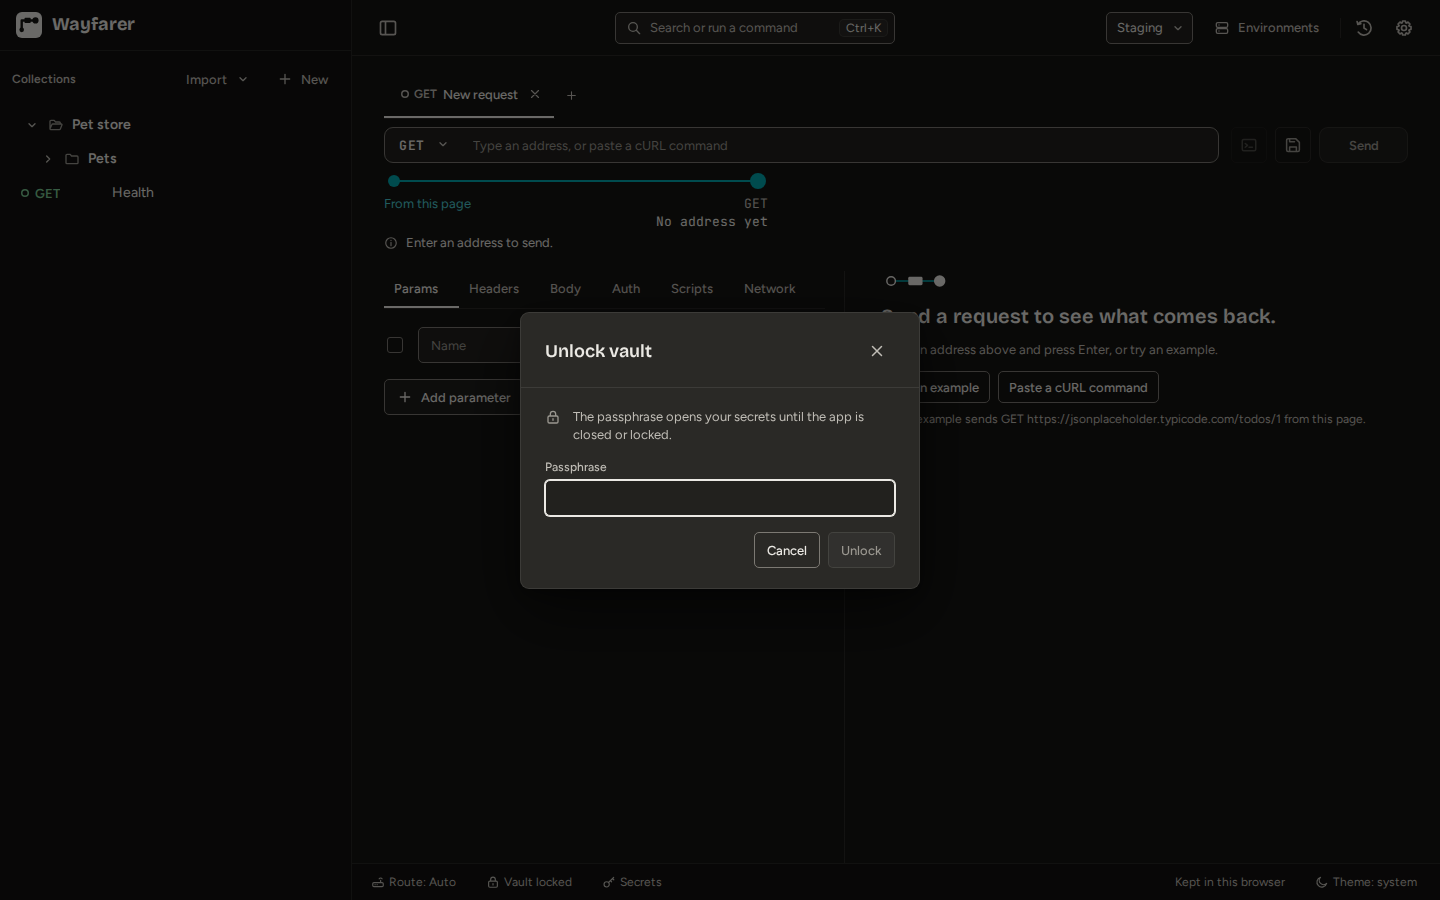 Wayfarer
Search or run a command
Ctrl+K
Staging
Environments
Collections
Import
New
Pet store
Pets
GET
Health
GET New request
GET
Type an address, or paste a cURL command
Send
From this page
GET
No address yet
Enter an address to send.
Params
Headers
Body
Auth
Scripts
Network
Name
Add parameter
d a request to see what comes back.
address above and press Enter, or try an example.
example
Paste a cURL command
example sends GET https://jsonplaceholder.typicode.com/todos/1 from this page.
Unlock vault
The passphrase opens your secrets until the app is
closed or locked.
Passphrase
Cancel
Unlock
Route: Auto
Vault locked
Secrets
Kept in this browser
Theme: system